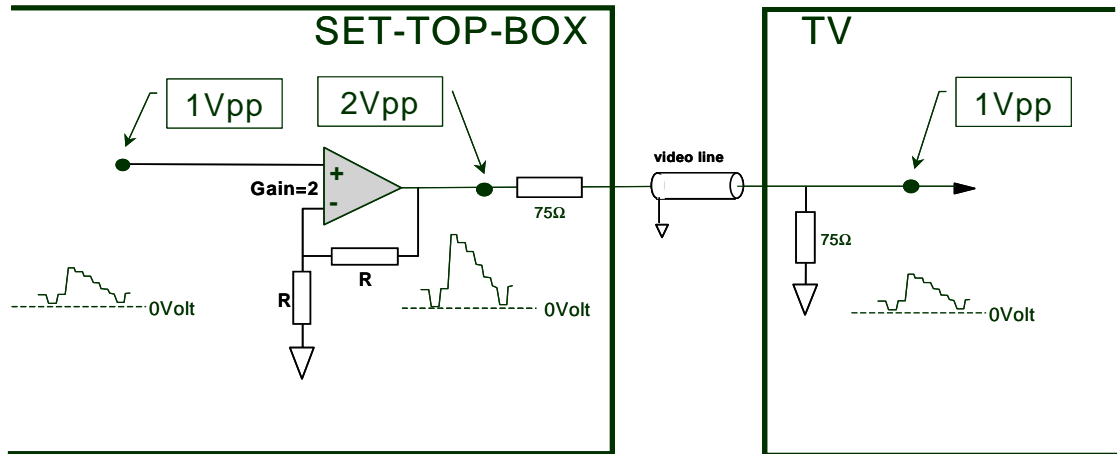 SET-TOP-BOX
TV
1Vpp
2Vpp
1Vpp
video line
+
Gain=2
-
75Ω
75Ω
R
R
0Volt
0Volt
0Volt